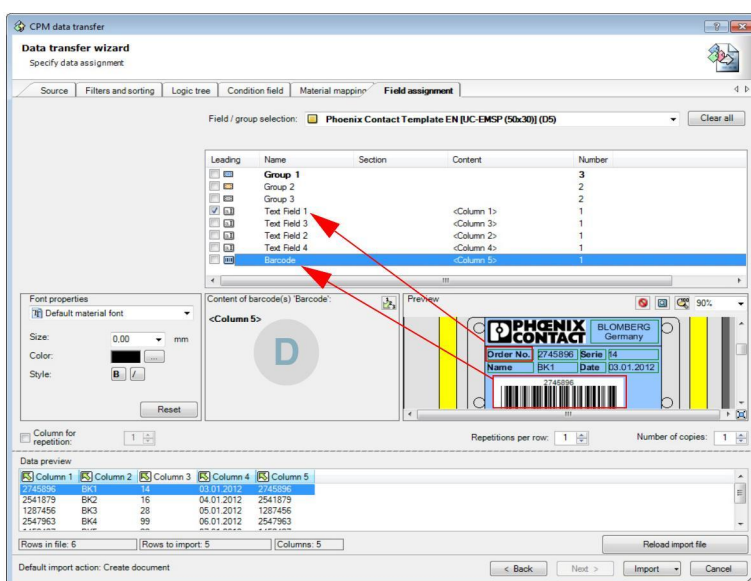 CPM data transfer
Data transfer wizard
Specify data assignment
Source Filters and sorting Logic tree Condition field Material mapping Field assignment
Field / group selection: Phoenix Contact Template EN [UC-EMSP (50x30)] (D5) Clear all
Leading Name Section Content Number
Group 1 3
Group 2 2
Group 3 2
Text Field 1 <Column 1> 1
Text Field 3 <Column 3> 1
Text Field 2 <Column 2> 1
Text Field 4 <Column 4> 1
Barcode <Column 5> 1
Font properties
Default material font
Size: 0.00 mm
Color: ...
Style: B /
Reset
Content of barcode(s) 'Barcode':
<Column 5>
D
Preview 90%
PHŒNIX CONTACT
BLOMBERG
Germany
Order No. 2745896 Serie 14
Name BK1 Date 03.01.2012
2745896
Column for repetition: 1
Repetitions per row: 1 Number of copies: 1
Data preview
Column 1 Column 2 Column 3 Column 4 Column 5
2745896 BK1 14 03.01.2012 2745896
2541879 BK2 16 04.01.2012 2541879
1287456 BK3 28 05.01.2012 1287456
2547963 BK4 99 06.01.2012 2547963
Rows in file: 6 Rows to import: 5 Columns: 5 Reload import file
Default import action: Create document < Back Next > Import Cancel